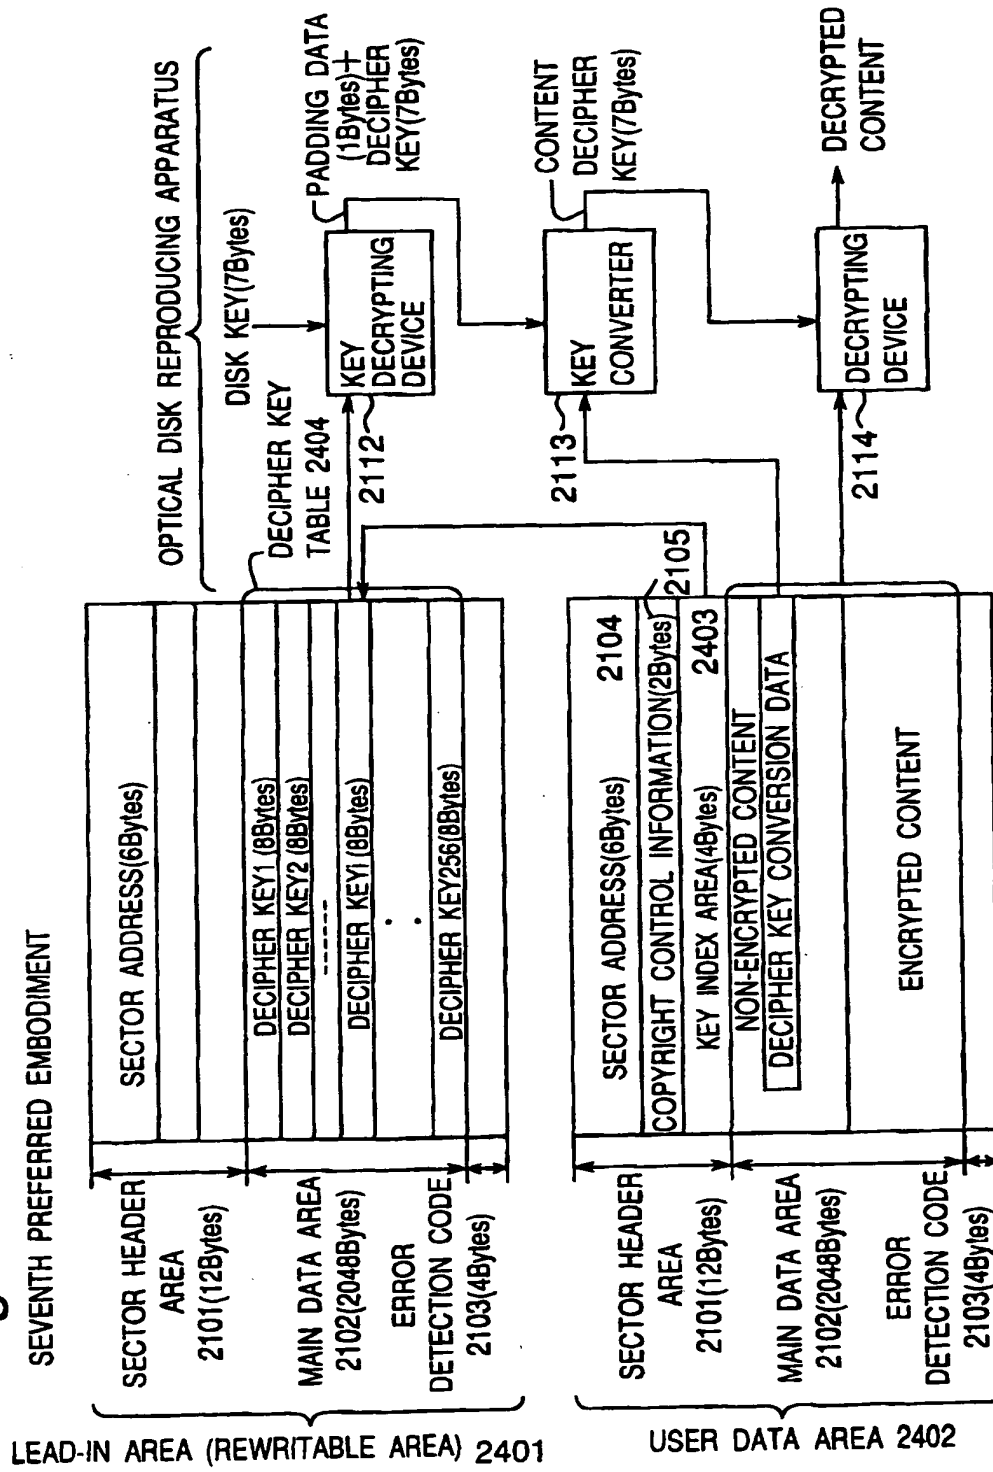 SEVENTH PREFERRED EMBODIMENT
OPTICAL DISK REPRODUCING APPARATUS
LEAD-IN AREA (REWRITABLE AREA) 2401
SECTOR HEADER
AREA
2101(12Bytes)
MAIN DATA AREA
2102(2048Bytes)
ERROR
DETECTION CODE
2103(4Bytes)
SECTOR ADDRESS(6Bytes)
DECIPHER KEY1 (8Bytes)
DECIPHER KEY2 (8Bytes)
DECIPHER KEYi (8Bytes)
DECIPHER KEY256(8Bytes)
DECIPHER KEY
TABLE 2404
DISK KEY(7Bytes)
KEY
DECRYPTING
DEVICE
2112
PADDING DATA
(1Bytes)+
DECIPHER
KEY(7Bytes)
KEY
CONVERTER
2113
CONTENT
DECIPHER
KEY(7Bytes)
DECRYPTING
DEVICE
2114
DECRYPTED
CONTENT
USER DATA AREA 2402
SECTOR HEADER
AREA
2101(12Bytes)
MAIN DATA AREA
2102(2048Bytes)
ERROR
DETECTION CODE
2103(4Bytes)
SECTOR ADDRESS(6Bytes) 2104
COPYRIGHT CONTROL INFORMATION(2Bytes) 2105
KEY INDEX AREA(4Bytes) 2403
NON-ENCRYPTED CONTENT
DECIPHER KEY CONVERSION DATA
ENCRYPTED CONTENT